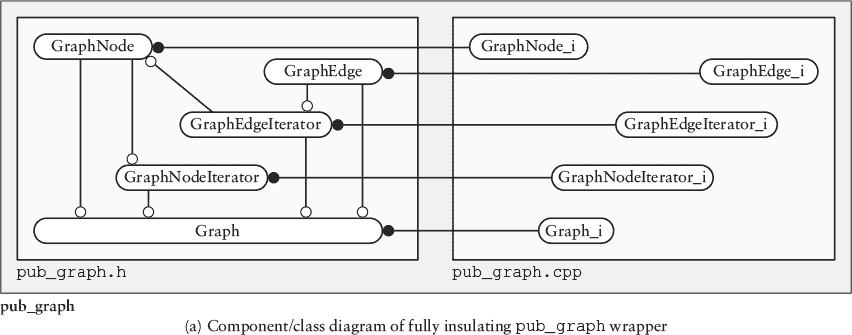 GraphNode
GraphNode_i
GraphEdge
GraphEdge_i
GraphEdgeIterator
GraphEdgeIterator_i
GraphNodeIterator
GraphNodeIterator_i
Graph
Graph_i
pub_graph.h
pub_graph.cpp
pub_graph
(a) Component/class diagram of fully insulating pub_graph wrapper